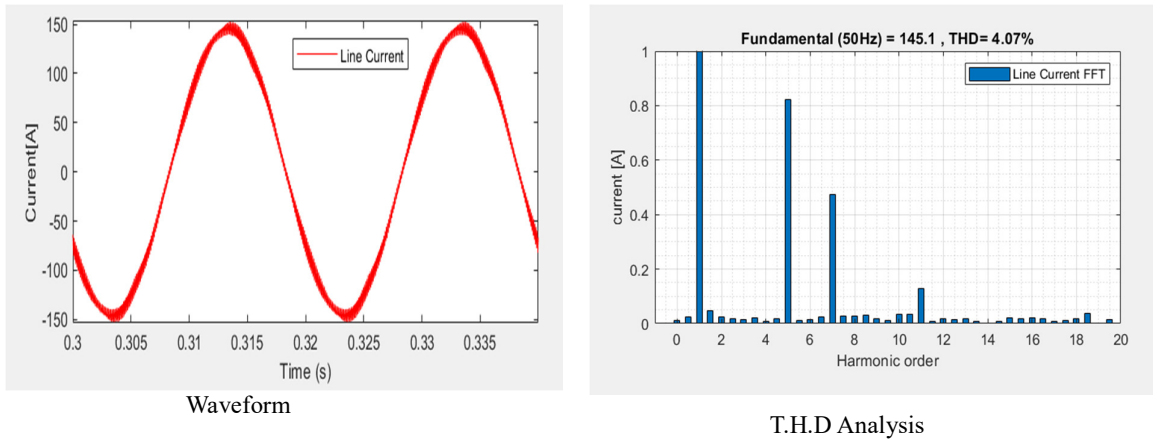 Line Current
Current[A]
150
100
50
0
-50
-100
-150
0.3 0.305 0.31 0.315 0.32 0.325 0.33 0.335
Time (s)
Waveform
Fundamental (50Hz) = 145.1 , THD= 4.07%
Line Current FFT
current [A]
1
0.8
0.6
0.4
0.2
0
0 2 4 6 8 10 12 14 16 18 20
Harmonic order
T.H.D Analysis